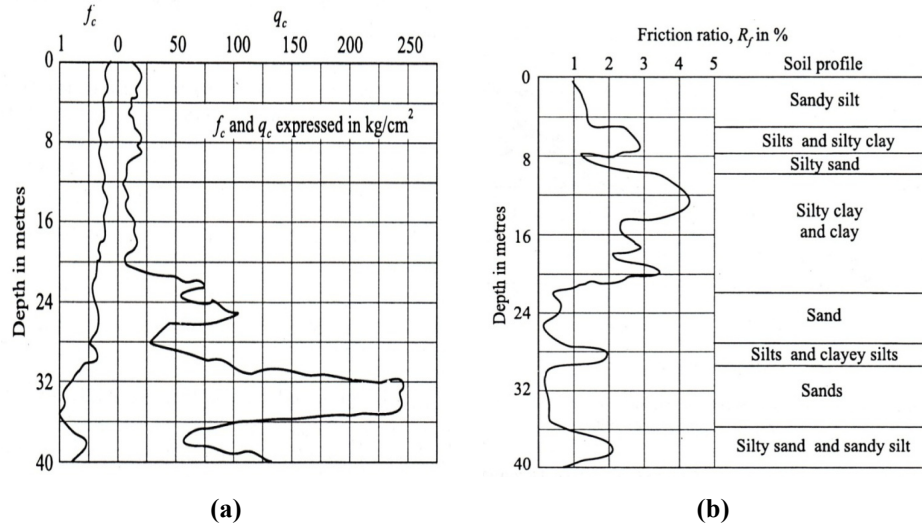 f_c q_c
1 0 50 100 150 200 250
0
8
16
24
32
40
Depth in metres
f_c and q_c expressed in kg/cm²
(a)
Friction ratio, R_f in %
1 2 3 4 5 Soil profile
0
8
16
24
32
40
Depth in metres
Sandy silt
Silts and silty clay
Silty sand
Silty clay
and clay
Sand
Silts and clayey silts
Sands
Silty sand and sandy silt
(b)